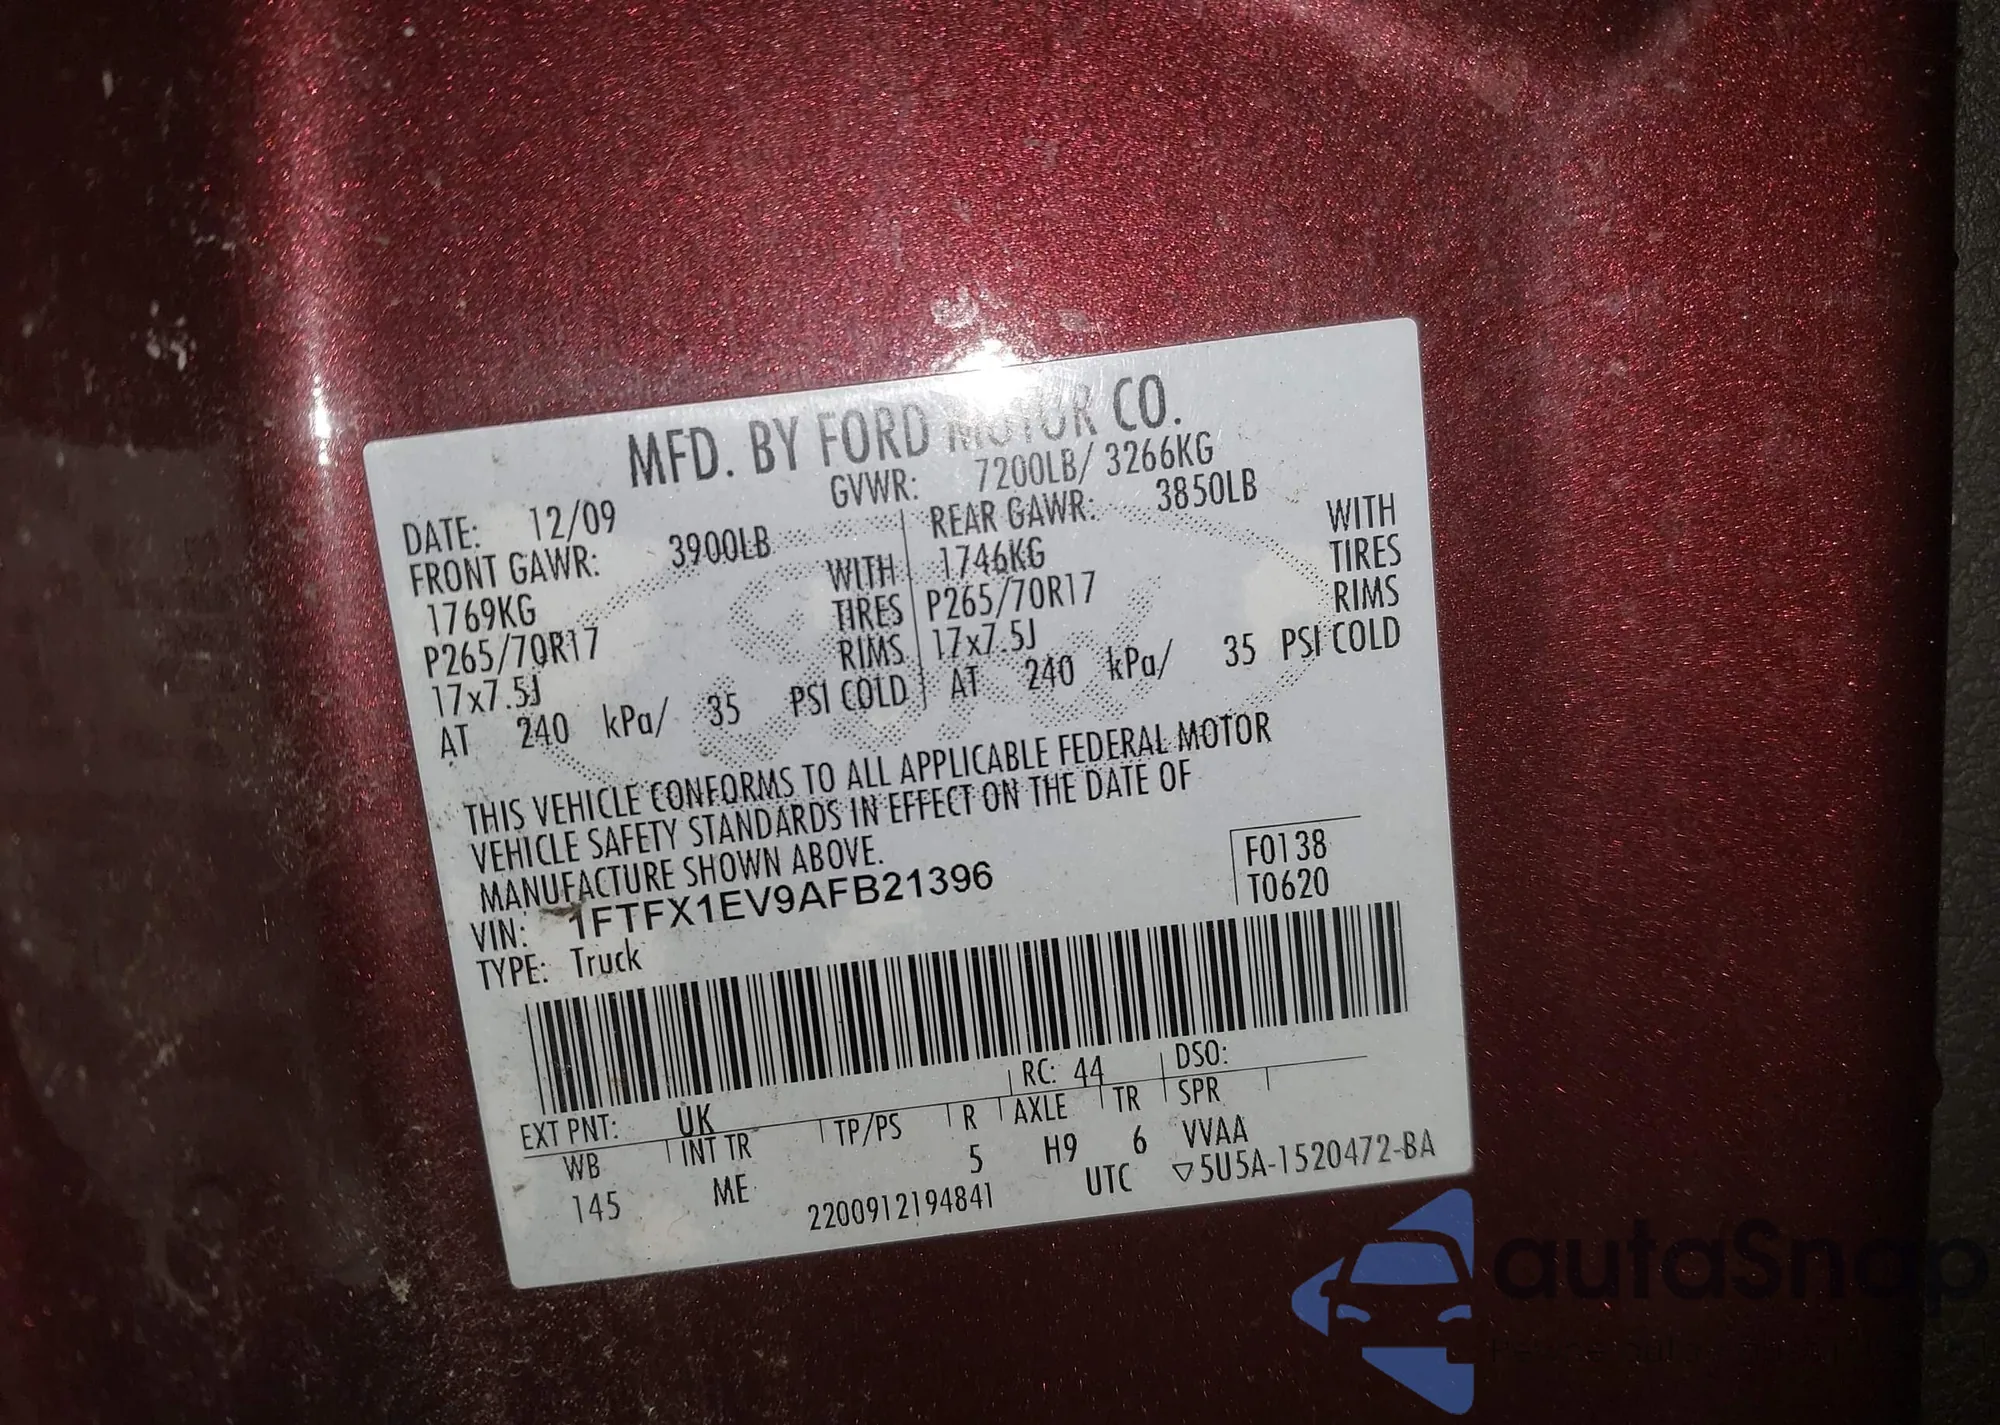 MFD. BY FORD MOTOR CO.
DATE: 12/09 GVWR: 7200LB/ 3266KG
FRONT GAWR: 3900LB REAR GAWR: 3850LB
1769KG WITH 1746KG WITH
P265/70R17 TIRES P265/70R17 TIRES
17x7.5J RIMS 17x7.5J RIMS
AT 240 kPa/ 35 PSI COLD AT 240 kPa/ 35 PSI COLD
THIS VEHICLE CONFORMS TO ALL APPLICABLE FEDERAL MOTOR
VEHICLE SAFETY STANDARDS IN EFFECT ON THE DATE OF
MANUFACTURE SHOWN ABOVE.
VIN: 1FTFX1EV9AFB21396
TYPE: Truck
F0138
T0620
EXT PNT: UK RC: 44 DSO:
WB INT TR TP/PS R AXLE TR SPR
145 ME 5 H9 6 VVAA
2200912194841 UTC ▽5U5A-1520472-BA
autaSnap